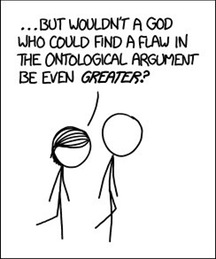 ...BUT WOULDN'T A GOD
WHO COULD FIND A FLAW IN
THE ONTOLOGICAL ARGUMENT
BE EVEN GREATER?